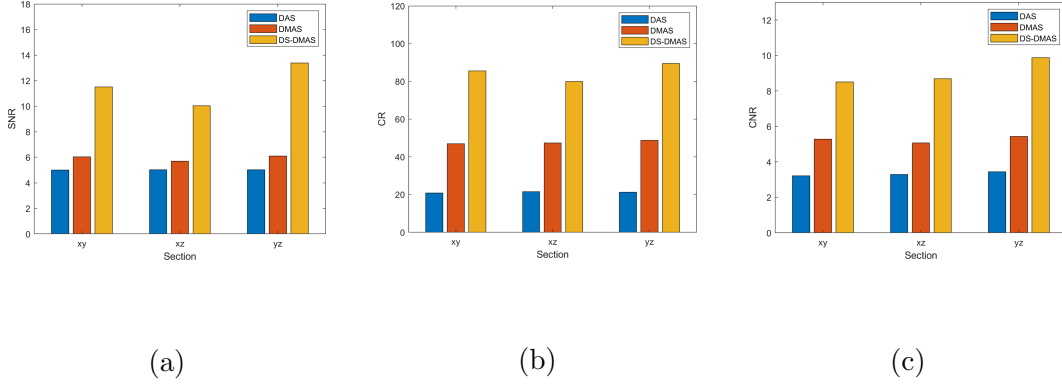 18
16
14
12
10
8
6
4
2
0
SNR
xy
xz
yz
Section
DAS
DMAS
DS-DMAS
(a)
120
100
80
60
40
20
0
CR
xy
xz
yz
Section
DAS
DMAS
DS-DMAS
(b)
12
10
8
6
4
2
0
CNR
xy
xz
yz
Section
DAS
DMAS
DS-DMAS
(c)